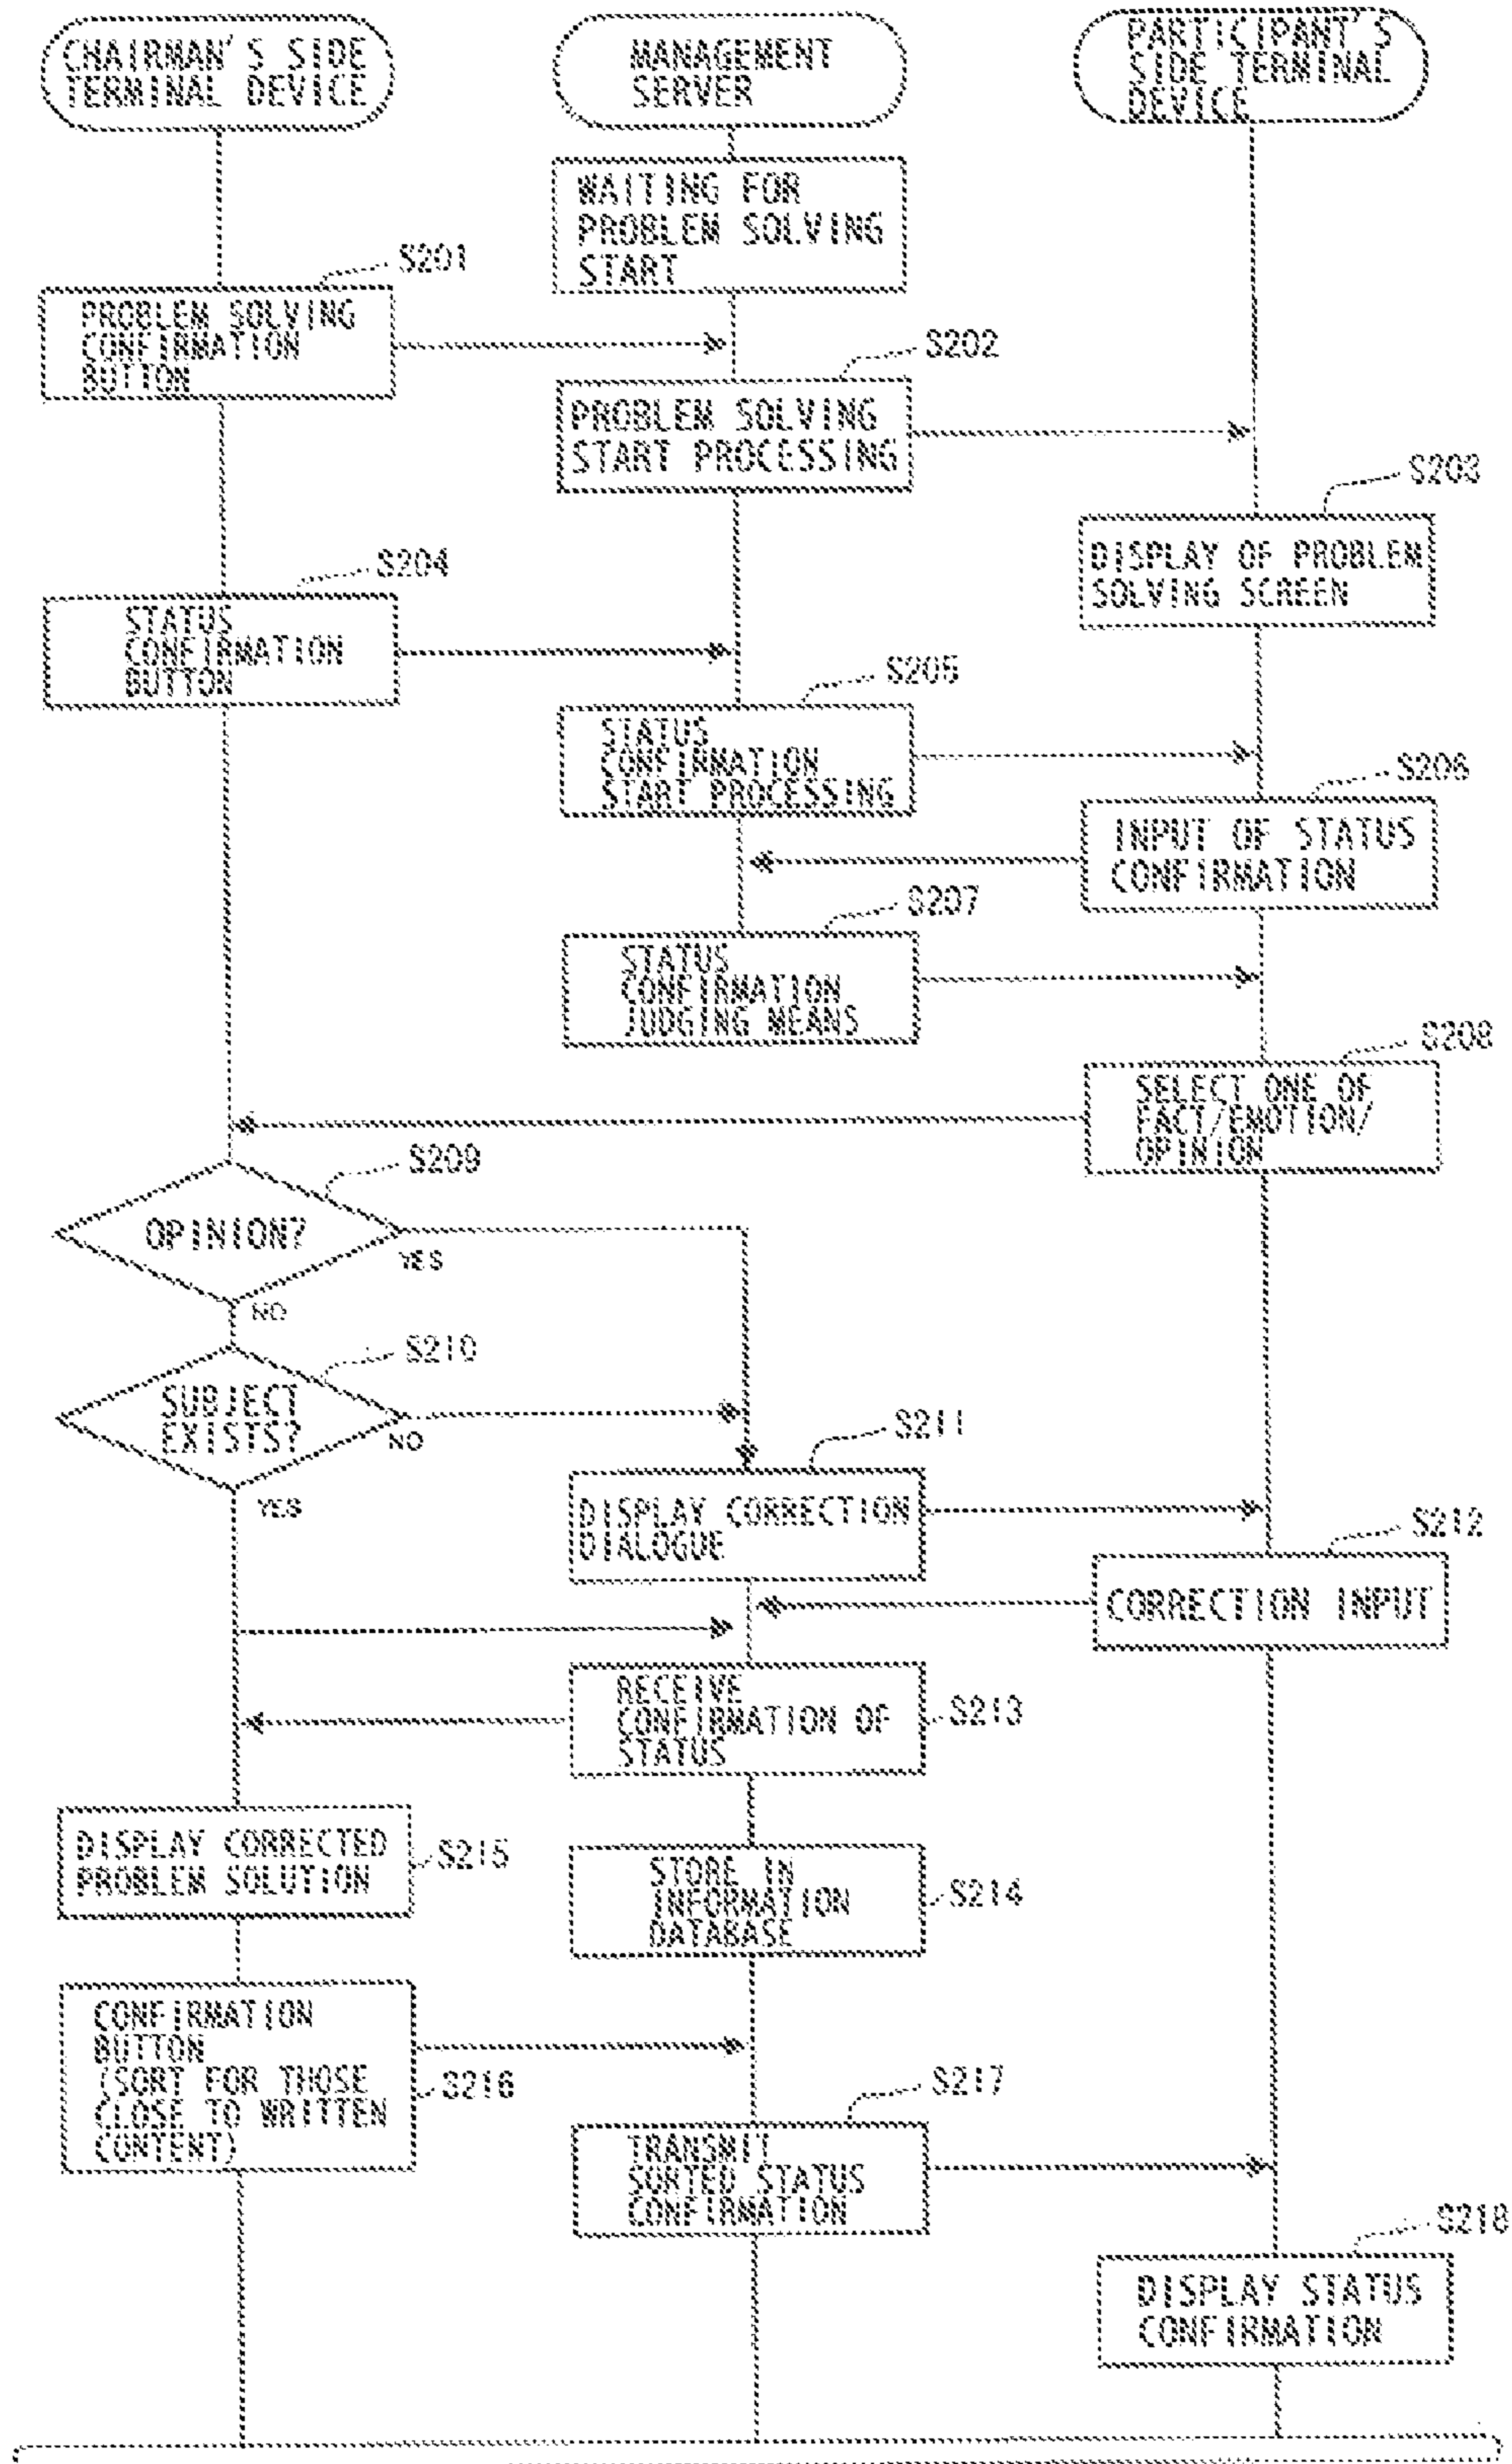 CHAIRMAN'S SIDE
TERMINAL DEVICE
MANAGEMENT
SERVER
PARTICIPANT'S
SIDE TERMINAL
DEVICE
WAITING FOR
PROBLEM SOLVING
START
S201
PROBLEM SOLVING
CONFIRMATION
BUTTON
S202
PROBLEM SOLVING
START PROCESSING
S203
DISPLAY OF PROBLEM
SOLVING SCREEN
S204
STATUS
CONFIRMATION
BUTTON
S205
STATUS
CONFIRMATION
START PROCESSING
S206
INPUT OF STATUS
CONFIRMATION
S207
STATUS
CONFIRMATION
JUDGING MEANS
S208
SELECT ONE OF
FACT/EMOTION/
OPINION
S209
OPINION?
YES
NO
S210
SUBJECT
EXISTS?
NO
YES
S211
DISPLAY CORRECTION
DIALOGUE
S212
CORRECTION INPUT
RECEIVE
CONFIRMATION OF
STATUS
S213
DISPLAY CORRECTED
PROBLEM SOLUTION
S215
STORE IN
INFORMATION
DATABASE
S214
CONFIRMATION
BUTTON
(SORT FOR THOSE
CLOSE TO WRITTEN
CONTENT)
S216
S217
TRANSMIT
SORTED STATUS
CONFIRMATION
S218
DISPLAY STATUS
CONFIRMATION